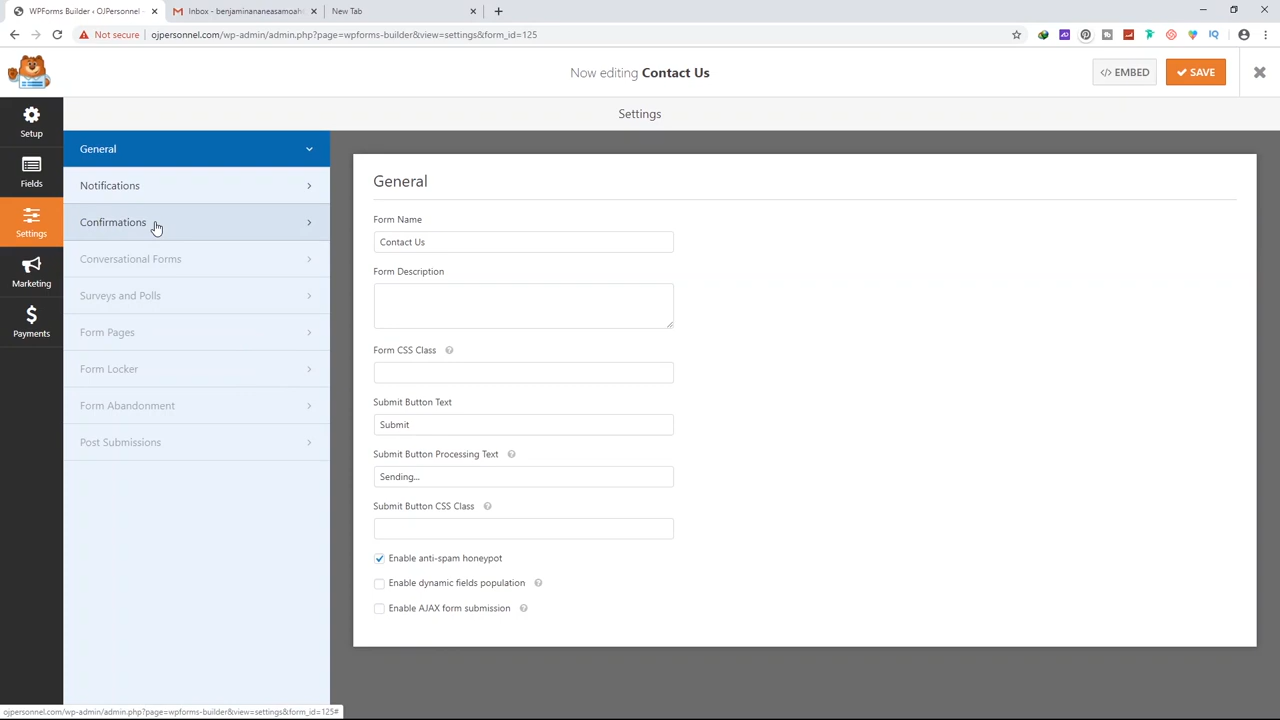 WPForms Builder ‹ OJPersonnel -
Inbox - benjaminananeasamoah
New Tab
Not secure
ojpersonnel.com/wp-admin/admin.php?page=wpforms-builder&view=settings&form_id=125
Now editing Contact Us
</> EMBED
SAVE
Settings
Setup
Fields
Settings
Marketing
Payments
General
Notifications
Confirmations
Conversational Forms
Surveys and Polls
Form Pages
Form Locker
Form Abandonment
Post Submissions
General
Form Name
Contact Us
Form Description
Form CSS Class
Submit Button Text
Submit
Submit Button Processing Text
Sending...
Submit Button CSS Class
Enable anti-spam honeypot
Enable dynamic fields population
Enable AJAX form submission
ojpersonnel.com/wp-admin/admin.php?page=wpforms-builder&view=settings&form_id=125#